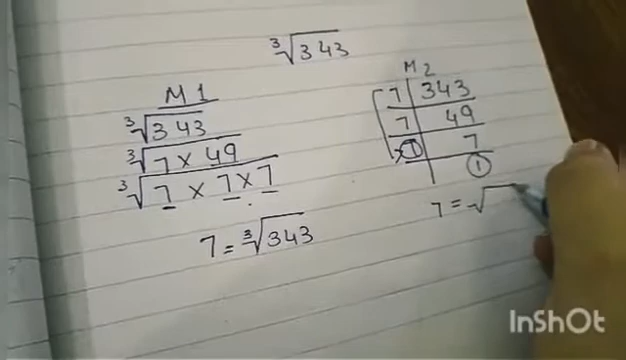 ∛343
M 1
∛343
∛7 × 49
∛7 × 7 × 7
7 = ∛343
M 2
7 | 343
7 | 49
7 | 7
| 1
7 = √
InShOt